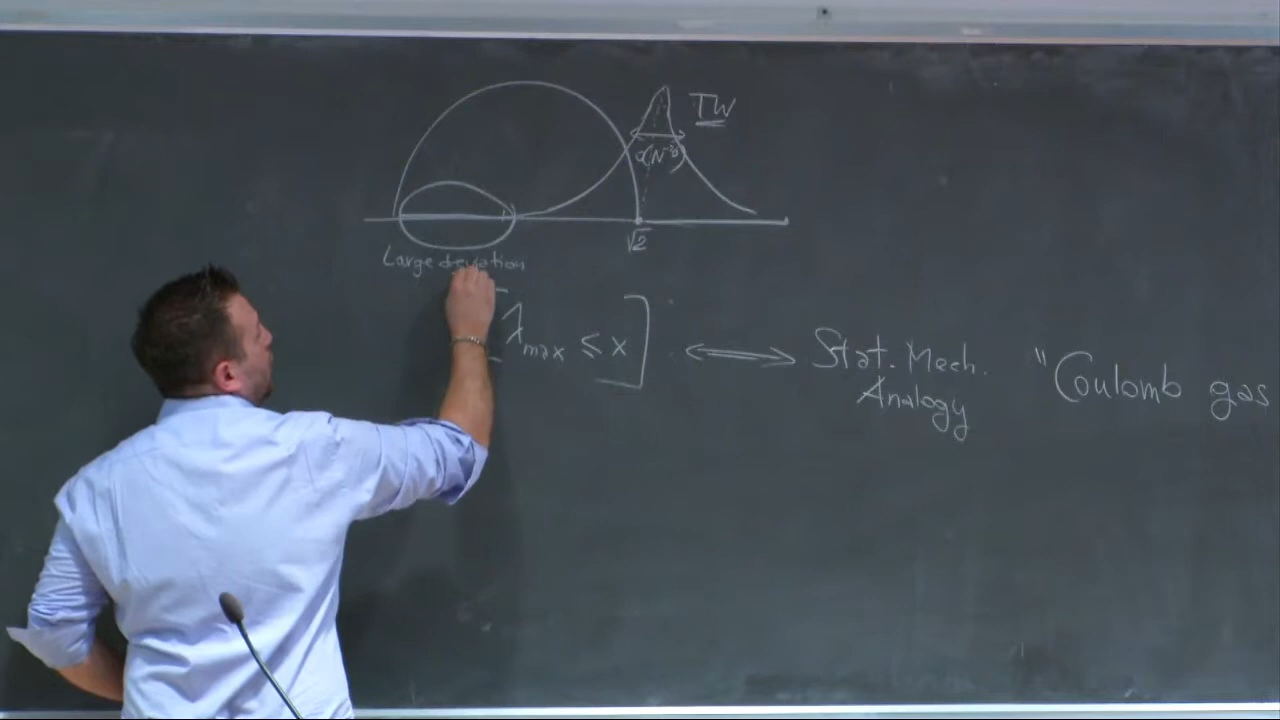 TW
√2
Large deviation
λmax ≤ x ]
⟺ Stat. Mech.
Analogy
"Coulomb gas